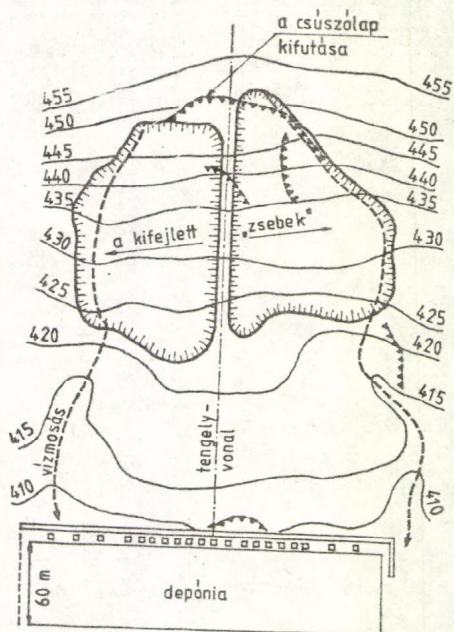 a csúszólap
kifutása
455
455
450
450
445
445
440
440
435
435
a kifejlett
„zsebek“
430
430
425
425
420
420
415
415
vízmosás
tengely-
vonal
410
410
60 m
depónia